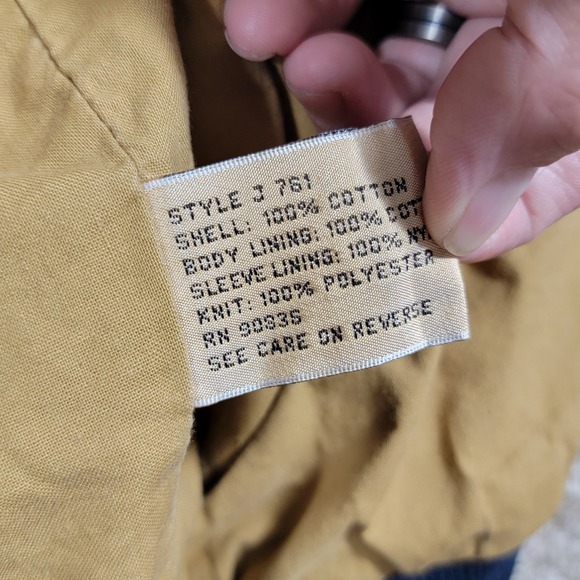 STYLE J 761
SHELL: 100% COTTON
BODY LINING: 100% COT
SLEEVE LINING: 100% NY
KNIT: 100% POLYESTER
RN 90936
SEE CARE ON REVERSE